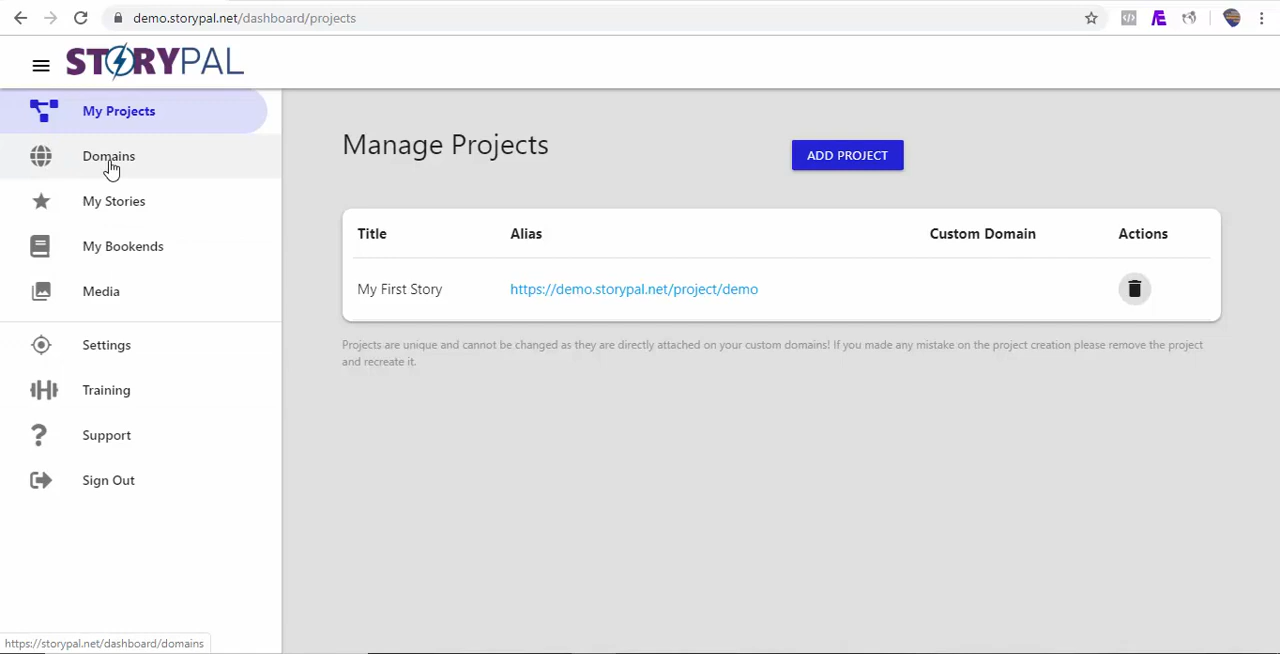 demo.storypal.net/dashboard/projects
STORYPAL
My Projects
Domains
My Stories
My Bookends
Media
Settings
Training
Support
Sign Out
Manage Projects
ADD PROJECT
Title Alias Custom Domain Actions
My First Story https://demo.storypal.net/project/demo
Projects are unique and cannot be changed as they are directly attached on your custom domains! If you made any mistake on the project creation please remove the project
and recreate it.
https://storypal.net/dashboard/domains